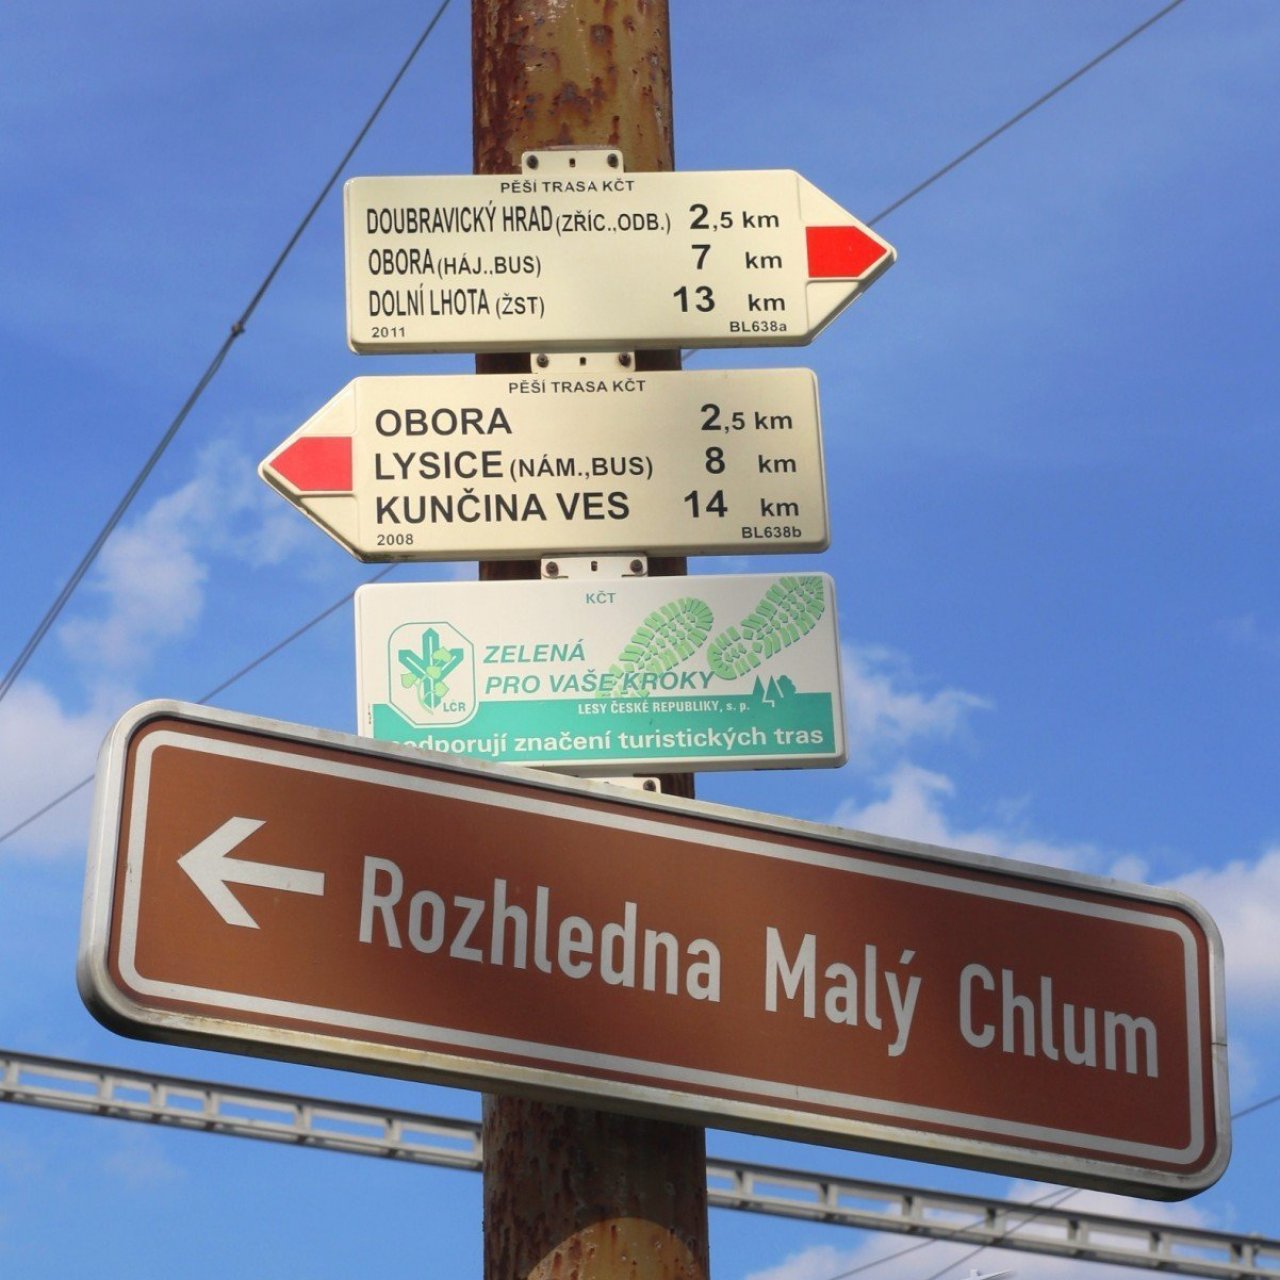 PĚŠÍ TRASA KČT
DOUBRAVICKÝ HRAD (ZŘÍC.,ODB.) 2,5 km
OBORA (HÁJ.,BUS) 7 km
DOLNÍ LHOTA (ŽST) 13 km
2011 BL638a
PĚŠÍ TRASA KČT
OBORA 2,5 km
LYSICE (NÁM.,BUS) 8 km
KUNČINA VES 14 km
2008 BL638b
KČT
ZELENÁ
PRO VAŠE KROKY
LČR
LESY ČESKÉ REPUBLIKY, s. p.
podporují značení turistických tras
Rozhledna Malý Chlum